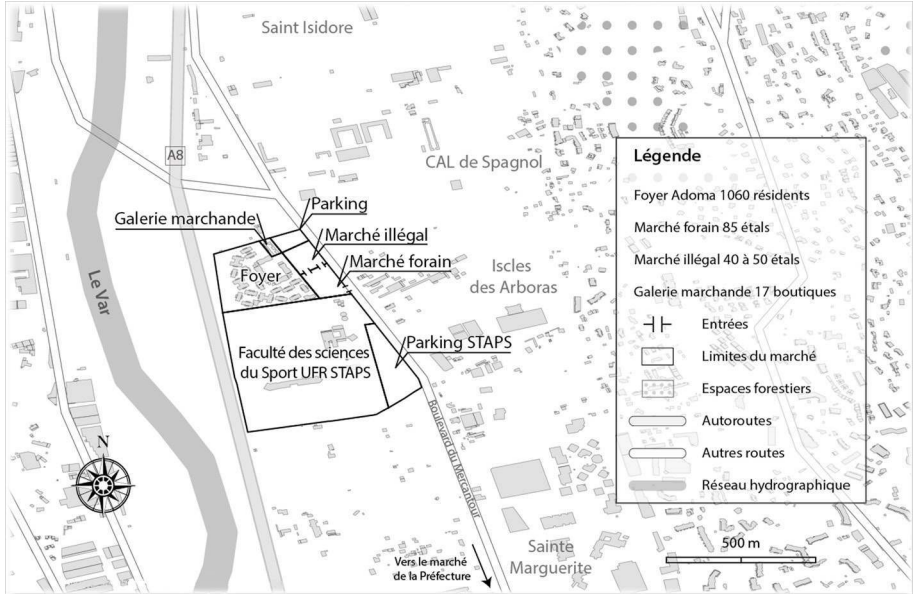 Saint Isidore
CAL de Spagnol
A8
Parking
Galerie marchande
Marché illégal
Marché forain
Foyer
Iscles
des Arboras
Le Var
Faculté des sciences
du Sport UFR STAPS
Parking STAPS
Boulevard du Mercantour
N
Vers le marché
de la Préfecture
Sainte
Marguerite
Légende
Foyer Adoma 1060 résidents
Marché forain 85 étals
Marché illégal 40 à 50 étals
Galerie marchande 17 boutiques
Entrées
Limites du marché
Espaces forestiers
Autoroutes
Autres routes
Réseau hydrographique
500 m